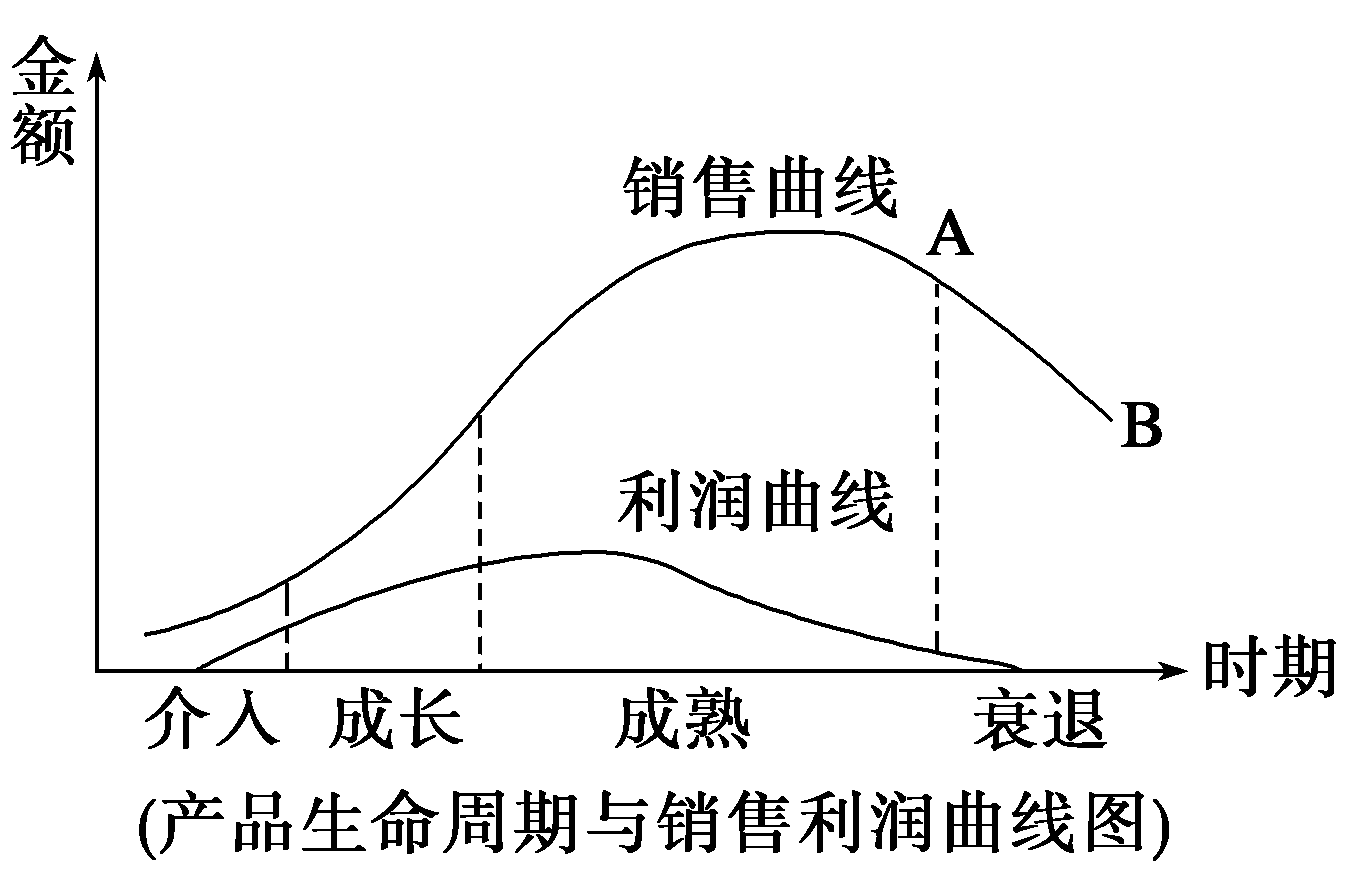 金额
销售曲线
A
B
利润曲线
时期
介入 成长 成熟 衰退
(产品生命周期与销售利润曲线图)